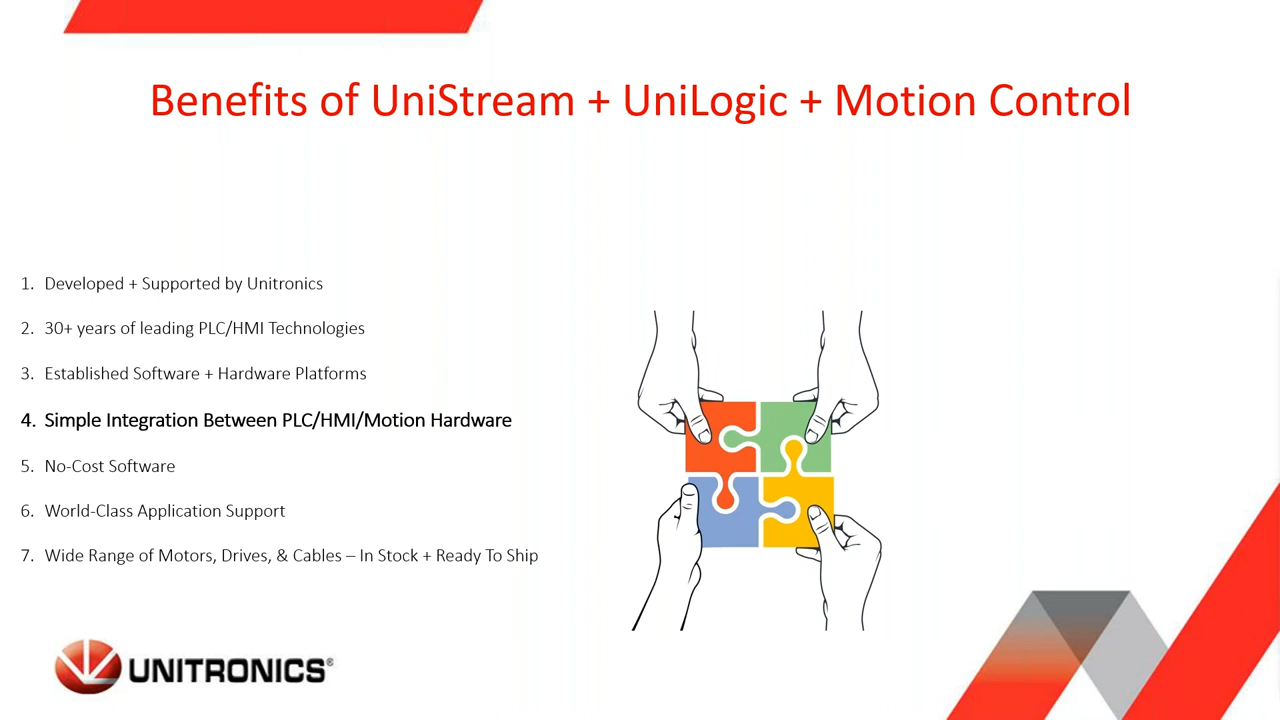 Benefits of UniStream + UniLogic + Motion Control
1. Developed + Supported by Unitronics
2. 30+ years of leading PLC/HMI Technologies
3. Established Software + Hardware Platforms
4. Simple Integration Between PLC/HMI/Motion Hardware
5. No-Cost Software
6. World-Class Application Support
7. Wide Range of Motors, Drives, & Cables – In Stock + Ready To Ship
UNITRONICS®